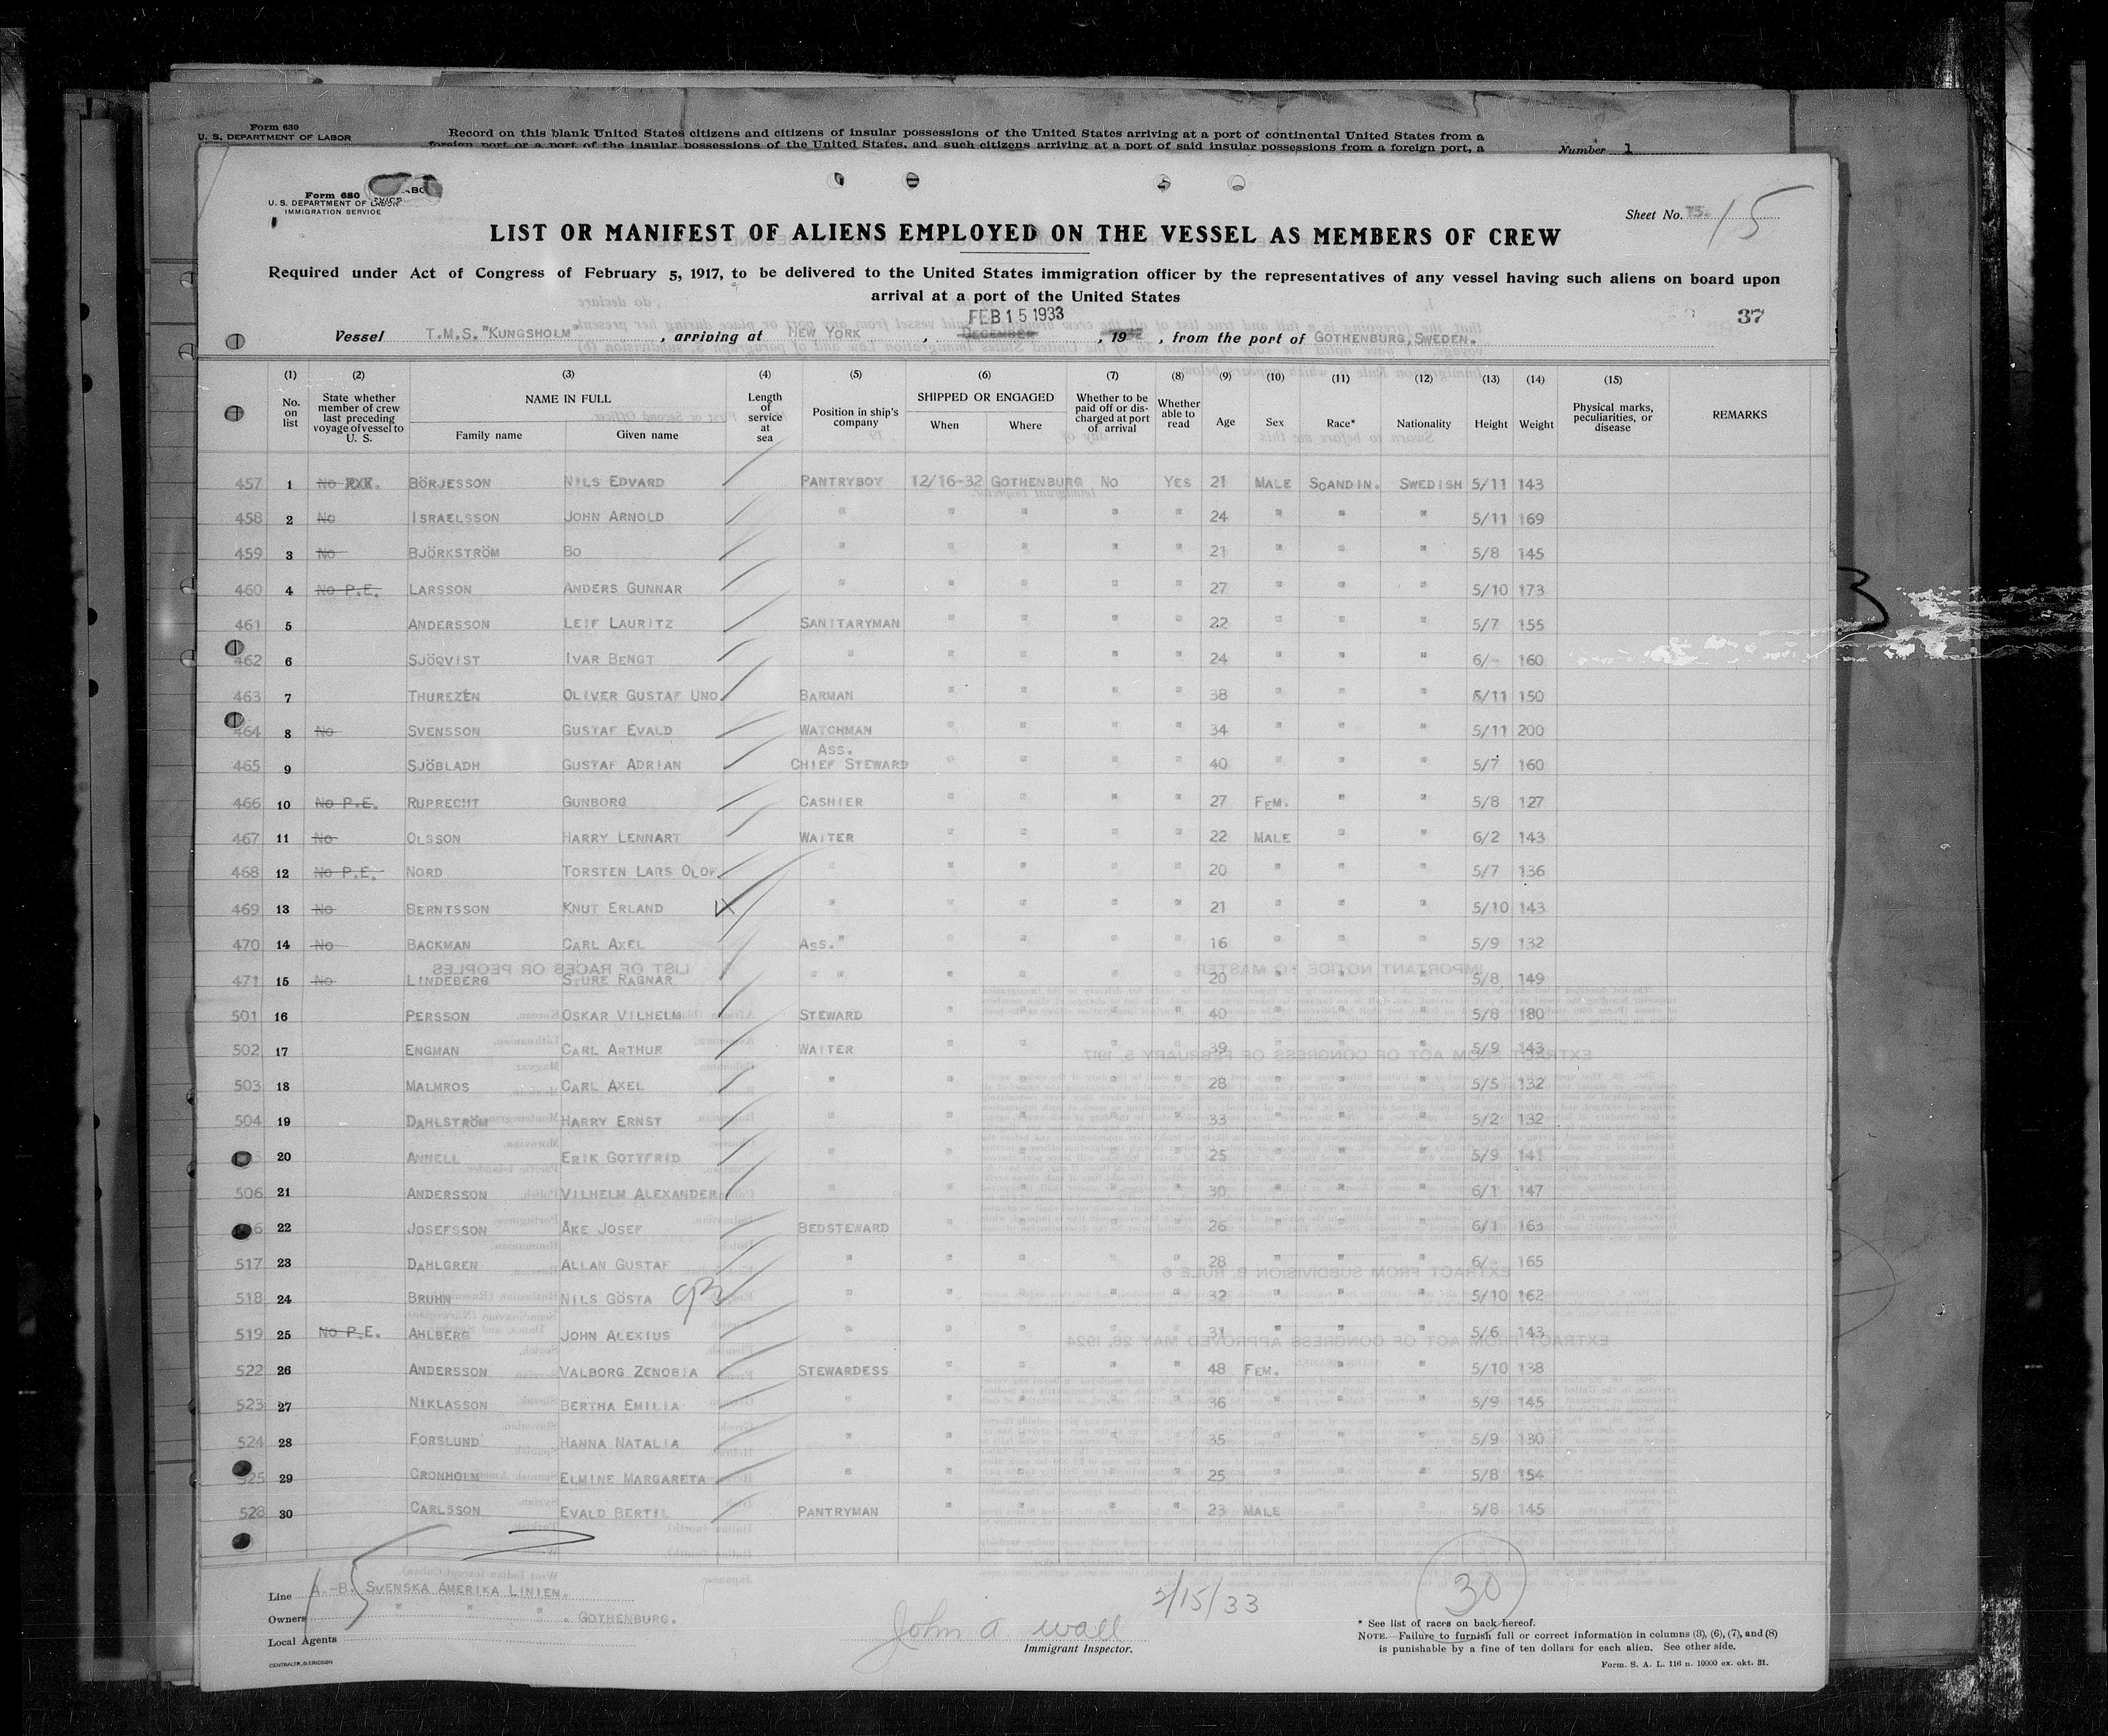 Form 630
U. S. DEPARTMENT OF LABOR
Record on this blank United States citizens and citizens of insular possessions of the United States arriving at a port of continental United States from a
foreign port or a port of the insular possessions of the United States, and such citizens arriving at a port of said insular possessions from a foreign port, a
Number 1
Form 680
U. S. DEPARTMENT OF LABOR
IMMIGRATION SERVICE
Sheet No. 15
LIST OR MANIFEST OF ALIENS EMPLOYED ON THE VESSEL AS MEMBERS OF CREW
Required under Act of Congress of February 5, 1917, to be delivered to the United States immigration officer by the representatives of any vessel having such aliens on board upon
arrival at a port of the United States
FEB 15 1933
37
Vessel T.M.S. "KUNGSHOLM", arriving at NEW YORK, DECEMBER, 1932, from the port of GOTHENBURG, SWEDEN.
(1) No. on list (2) State whether member of crew last preceding voyage of vessel to U. S. (3) NAME IN FULL Family name Given name (4) Length of service at sea (5) Position in ship's company (6) SHIPPED OR ENGAGED When Where (7) Whether to be paid off or discharged at port of arrival (8) Whether able to read (9) Age (10) Sex (11) Race* (12) Nationality (13) Height (14) Weight (15) Physical marks, peculiarities, or disease REMARKS
457 1 No BÖRJESSON NILS EDVARD PANTRYBOY 12/16-32 GOTHENBURG No YES 21 MALE SCANDIN. SWEDISH 5/11 143
458 2 No ISRAELSSON JOHN ARNOLD " " " " " 24 " " " 5/11 169
459 3 No BJÖRKSTRÖM BO " " " " " 21 " " " 5/8 145
460 4 No P.E. LARSSON ANDERS GUNNAR " " " " " 27 " " " 5/10 173
461 5 ANDERSSON LEIF LAURITZ SANITARYMAN " " " " 22 " " " 5/7 155
462 6 SJÖQVIST IVAR BENGT " " " " " 24 " " " 6/- 160
463 7 THUREZÉN OLIVER GUSTAF UNO BARMAN " " " " 38 " " " 5/11 150
464 8 No SVENSSON GUSTAF EVALD WATCHMAN " " " " 34 " " " 5/11 200
465 9 SJÖBLADH GUSTAF ADRIAN ASS. CHIEF STEWARD " " " " 40 " " " 5/7 160
466 10 No P.E. RUPRECHT GUNBORG CASHIER " " " " 27 FEM. " " 5/8 127
467 11 No OLSSON HARRY LENNART WAITER " " " " 22 MALE " " 6/2 143
468 12 No P.E. NORD TORSTEN LARS OLOF " " " " " 20 " " " 5/7 136
469 13 No BERNTSSON KNUT ERLAND " " " " " 21 " " " 5/10 143
470 14 No BACKMAN CARL AXEL ASS." " " " " 16 " " " 5/9 132
471 15 No LINDEBERG STURE RAGNAR " " " " " " 20 " " " 5/8 149
501 16 PERSSON OSKAR VILHELM STEWARD " " " " 40 " " " 5/8 180
502 17 ENGMAN CARL ARTHUR WAITER " " " " 39 " " " 5/9 143
503 18 MALMROS CARL AXEL " " " " " 28 " " " 5/5 132
504 19 DAHLSTRÖM HARRY ERNST " " " " " 33 " " " 5/2 132
20 ANNELL ERIK GOTTFRID " " " " " 25 " " " 5/9 141
506 21 ANDERSSON VILHELM ALEXANDER " " " " " 30 " " " 6/1 147
22 JOSEFSSON ÅKE JOSEF BEDSTEWARD " " " " 26 " " " 6/1 163
517 23 DAHLGREN ALLAN GUSTAF " " " " " 28 " " " 6/- 165
518 24 BRUHN NILS GÖSTA " " " " " 32 " " " 5/10 162
519 25 No P.E. AHLBERG JOHN ALEXIUS " " " " " 31 " " " 5/6 143
522 26 ANDERSSON VALBORG ZENOBIA STEWARDESS " " " " 48 FEM. " " 5/10 138
523 27 NIKLASSON BERTHA EMILIA " " " " " 36 " " " 5/9 145
524 28 FORSLUND HANNA NATALIA " " " " " 35 " " " 5/9 130
525 29 CRONHOLM ELMINE MARGARETA " " " " " 25 " " " 5/8 154
528 30 CARLSSON EVALD BERTIL PANTRYMAN " " " " 23 MALE " " 5/8 145
15
Line A.-B. SVENSKA AMERIKA LINIEN.
Owners " " " . GOTHENBURG.
Local Agents
CENTRALTR, G. ERICSON
2/15/33
John A. Wall
Immigrant Inspector.
30
* See list of races on back hereof.
NOTE. Failure to furnish full or correct information in columns (3), (6), (7), and (8)
is punishable by a fine of ten dollars for each alien. See other side.
Form. S. A. L. 116 n. 10000 ex. okt. 31.